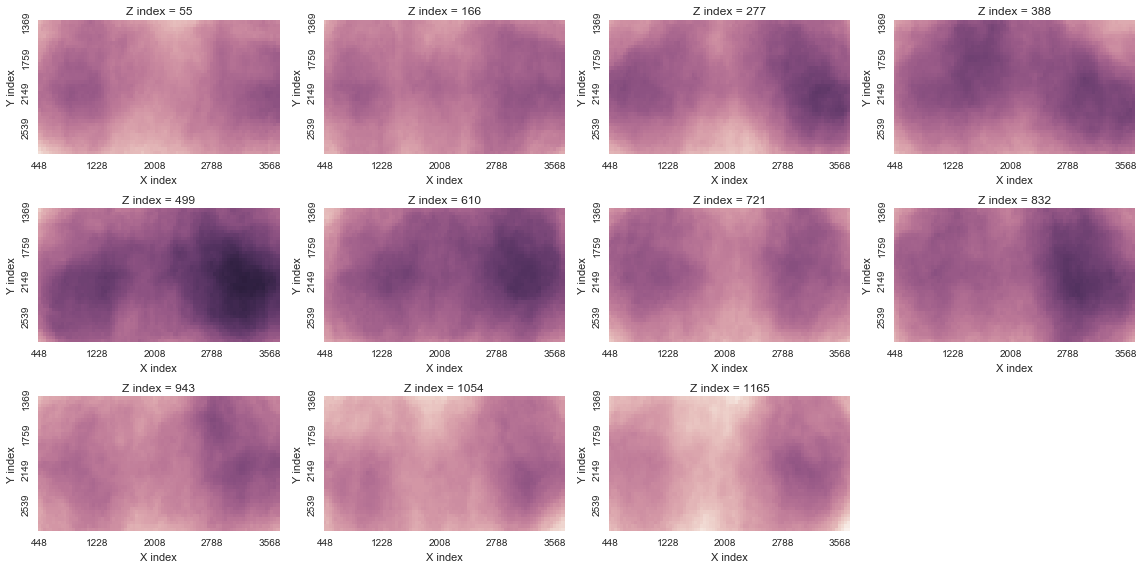 Z index = 55
Z index = 166
Z index = 277
Z index = 388
Y index
1369
1759
2149
2539
Y index
1369
1759
2149
2539
Y index
1369
1759
2149
2539
Y index
1369
1759
2149
2539
448 1228 2008 2788 3568
448 1228 2008 2788 3568
448 1228 2008 2788 3568
448 1228 2008 2788 3568
X index
X index
X index
X index
Z index = 499
Z index = 610
Z index = 721
Z index = 832
Y index
1369
1759
2149
2539
Y index
1369
1759
2149
2539
Y index
1369
1759
2149
2539
Y index
1369
1759
2149
2539
448 1228 2008 2788 3568
448 1228 2008 2788 3568
448 1228 2008 2788 3568
448 1228 2008 2788 3568
X index
X index
X index
X index
Z index = 943
Z index = 1054
Z index = 1165
Y index
1369
1759
2149
2539
Y index
1369
1759
2149
2539
Y index
1369
1759
2149
2539
448 1228 2008 2788 3568
448 1228 2008 2788 3568
448 1228 2008 2788 3568
X index
X index
X index